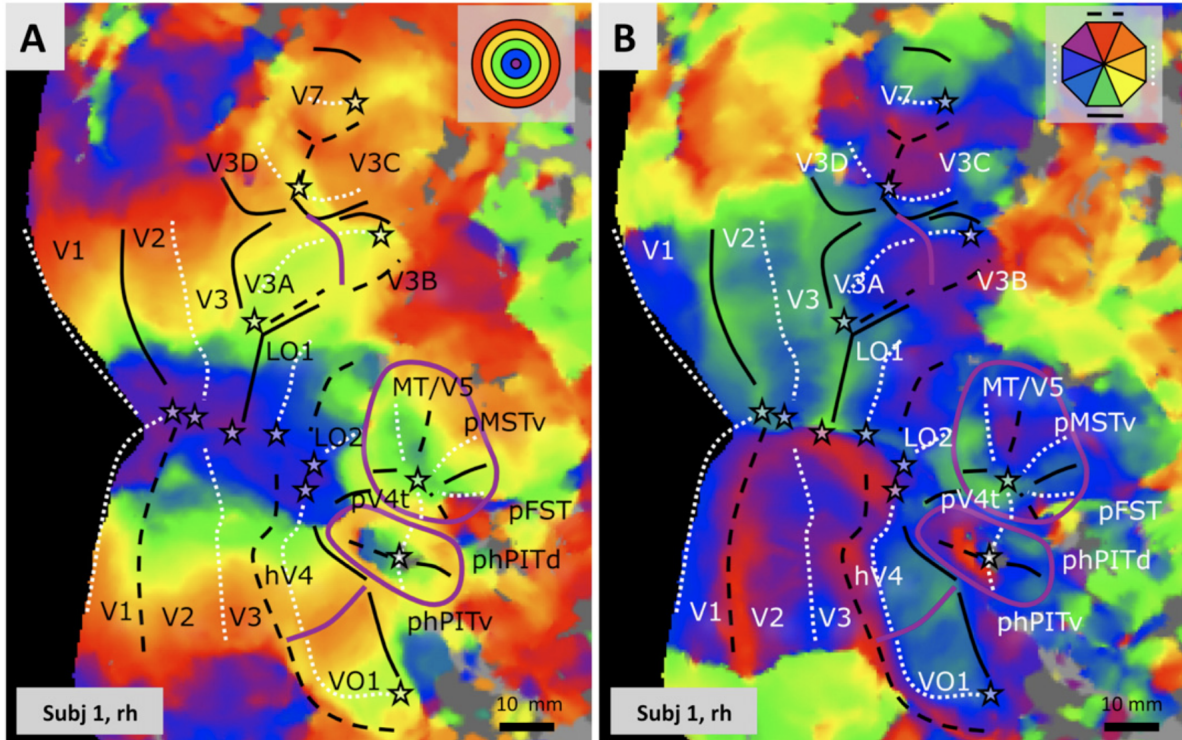 A
V7
V3D
V3C
V1
V2
V3
V3A
V3B
LO1
MT/V5
pMSTv
LO2
pV4t
pFST
phPITd
hV4
V1
V2
V3
phPITv
VO1
Subj 1, rh
10 mm
B
V7
V3D
V3C
V1
V2
V3
V3A
V3B
LO1
MT/V5
pMSTv
LO2
pV4t
pFST
phPITd
hV4
V1
V2
V3
phPITv
VO1
Subj 1, rh
10 mm